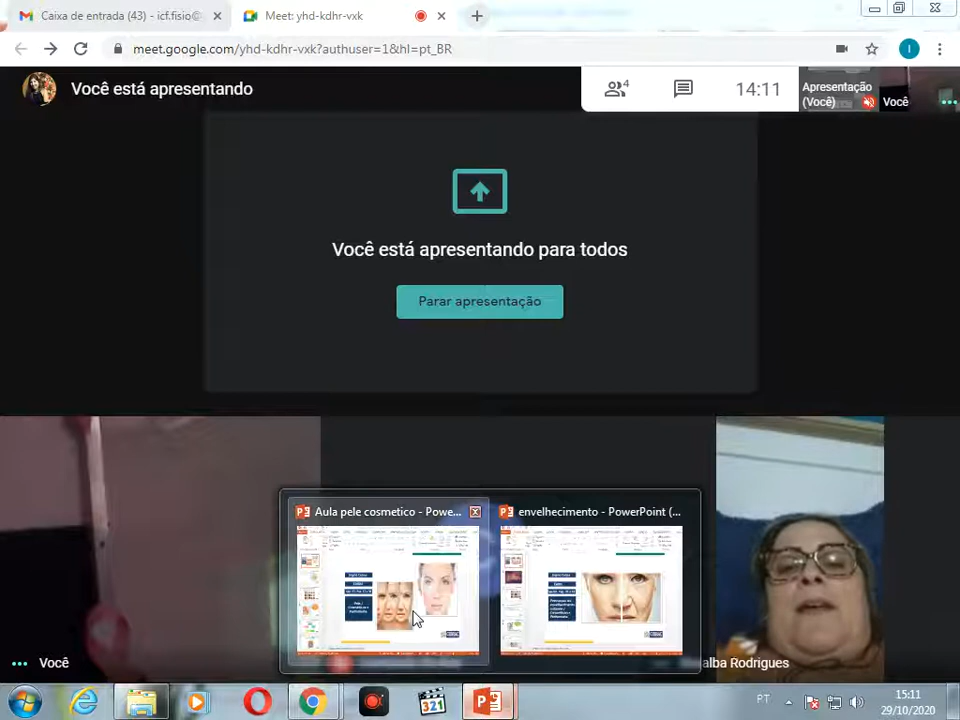 Caixa de entrada (43) - icf.fisio@
Meet: yhd-kdhr-vxk
meet.google.com/yhd-kdhr-vxk?authuser=1&hl=pt_BR
I
Você está apresentando
4
14:11
Apresentação
(Você)
Você
Você está apresentando para todos
Parar apresentação
Aula pele cosmetico - Powe...
envelhecimento - PowerPoint (...
Você
alba Rodrigues
321
PT
15:11
29/10/2020